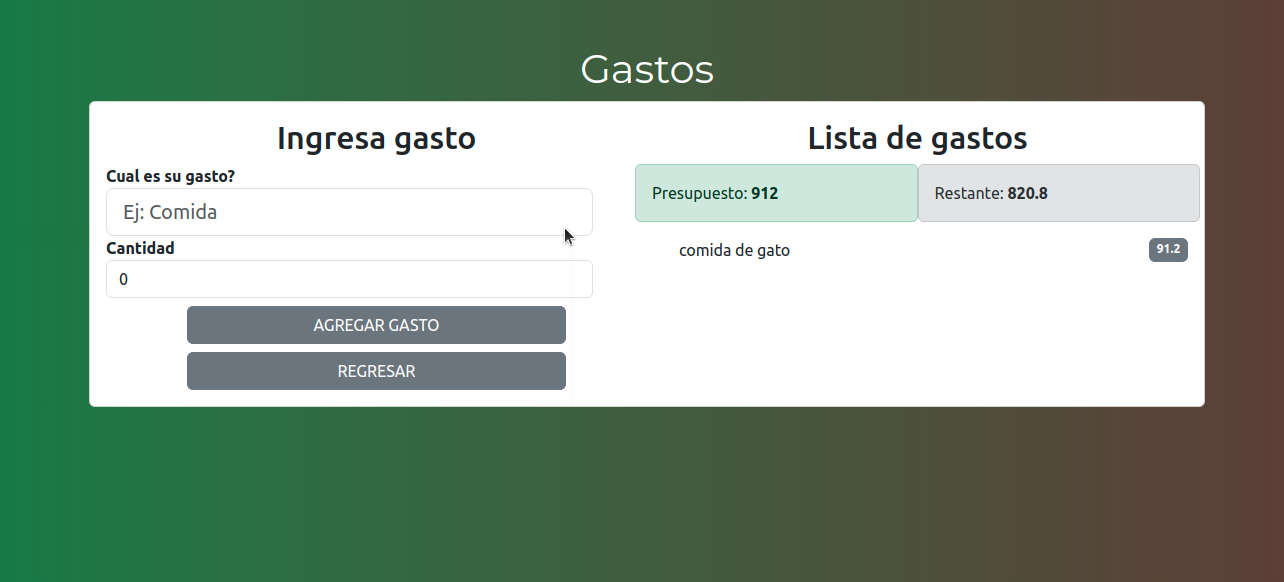 Gastos
Ingresa gasto
Cual es su gasto?
Ej: Comida
Cantidad
0
AGREGAR GASTO
REGRESAR
Lista de gastos
Presupuesto: 912
Restante: 820.8
comida de gato 91.2